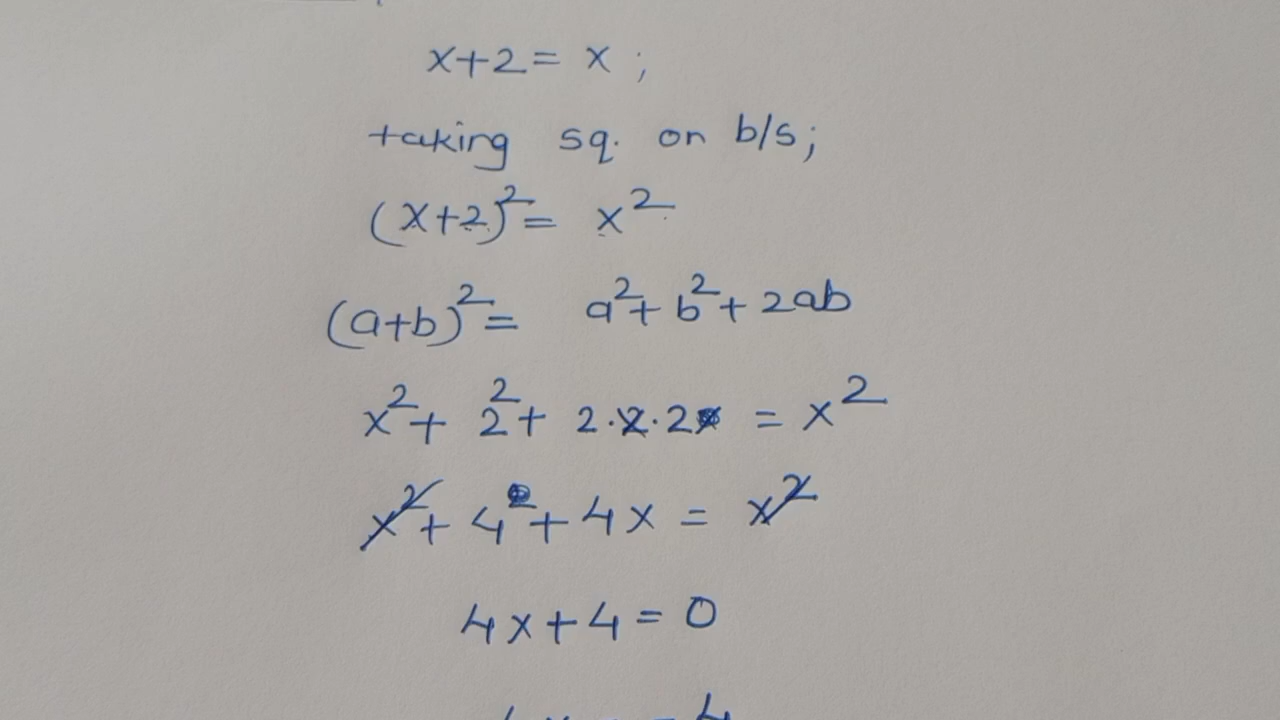 x+2= x ;
taking sq. on b/s;
(x+2)²= x²
(a+b)²= a²+ b²+ 2ab
x²+ 2²+ 2.x.2 = x²
x²+ 4+ 4x = x²
4x+4=0